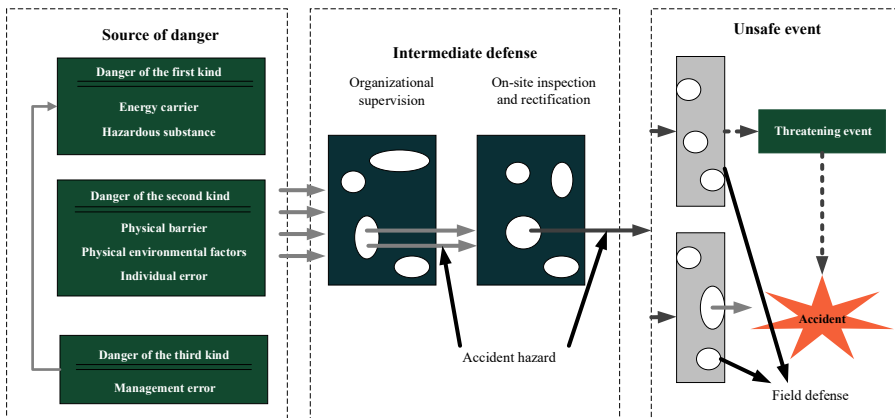 Source of danger
Danger of the first kind
Energy carrier
Hazardous substance
Danger of the second kind
Physical barrier
Physical environmental factors
Individual error
Danger of the third kind
Management error
Intermediate defense
Organizational
supervision
On-site inspection
and rectification
Accident hazard
Unsafe event
Threatening event
Accident
Field defense